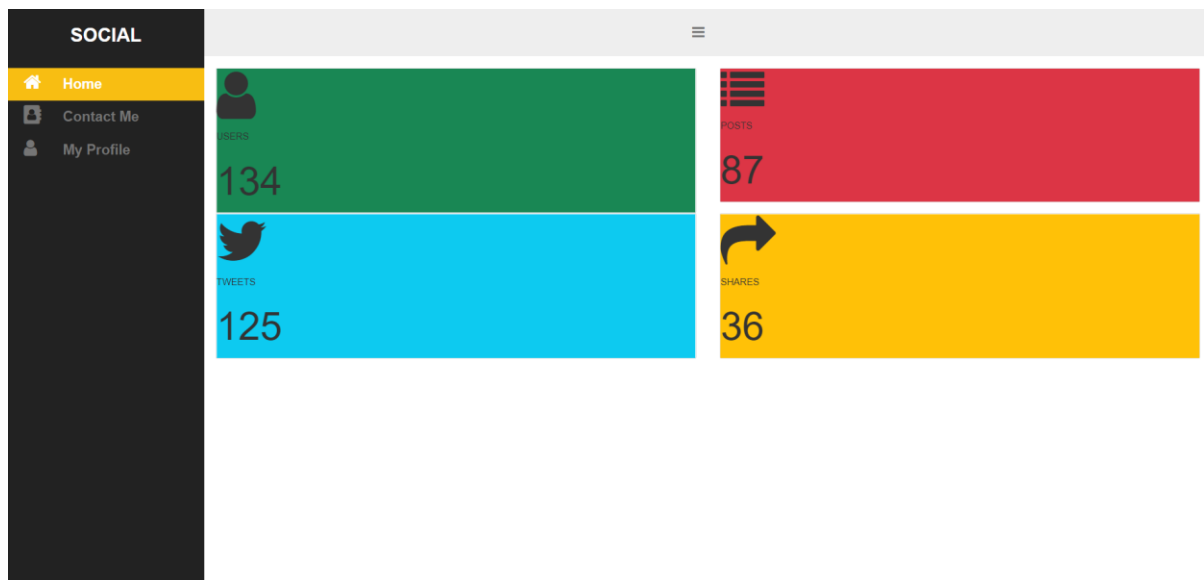 SOCIAL
Home
Contact Me
My Profile
USERS
134
POSTS
87
TWEETS
125
SHARES
36